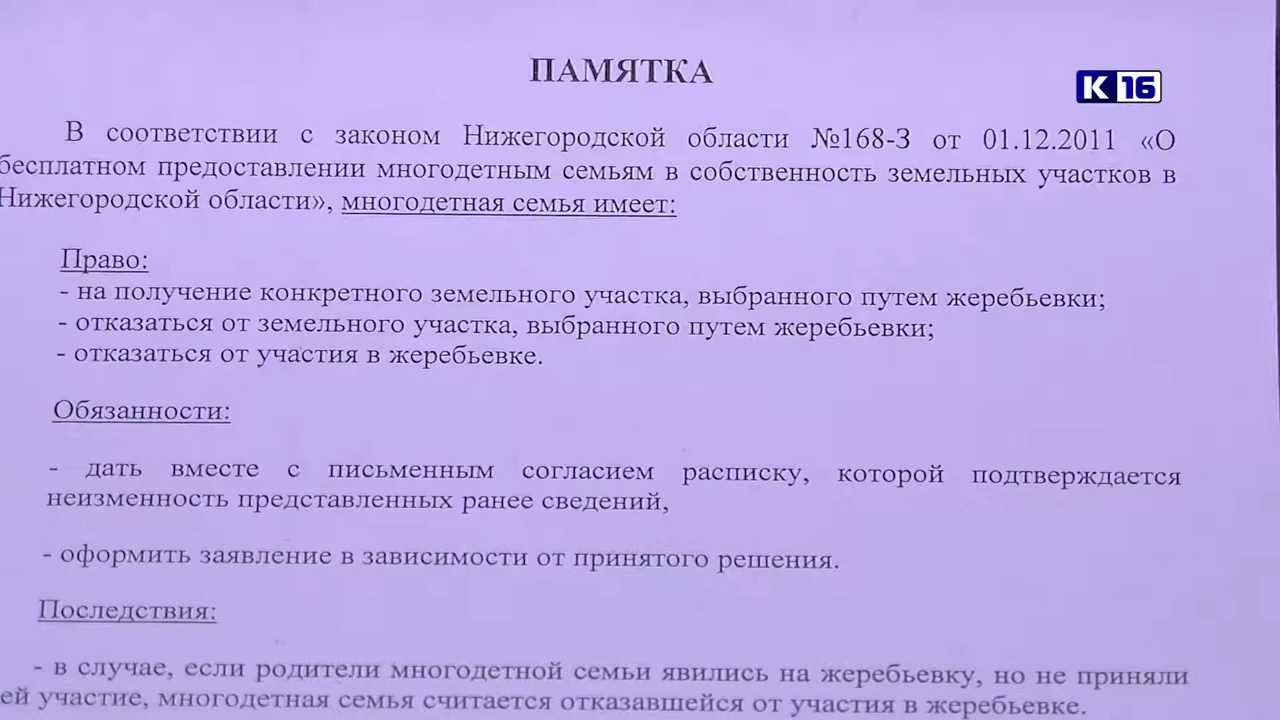 ПАМЯТКА
К 16
В соответствии с законом Нижегородской области №168-З от 01.12.2011 «О
бесплатном предоставлении многодетным семьям в собственность земельных участков в
Нижегородской области», многодетная семья имеет:
Право:
- на получение конкретного земельного участка, выбранного путем жеребьевки;
- отказаться от земельного участка, выбранного путем жеребьевки;
- отказаться от участия в жеребьевке.
Обязанности:
- дать вместе с письменным согласием расписку, которой подтверждается
неизменность представленных ранее сведений,
- оформить заявление в зависимости от принятого решения.
Последствия:
- в случае, если родители многодетной семьи явились на жеребьевку, но не приняли
ей участие, многодетная семья считается отказавшейся от участия в жеребьевке.